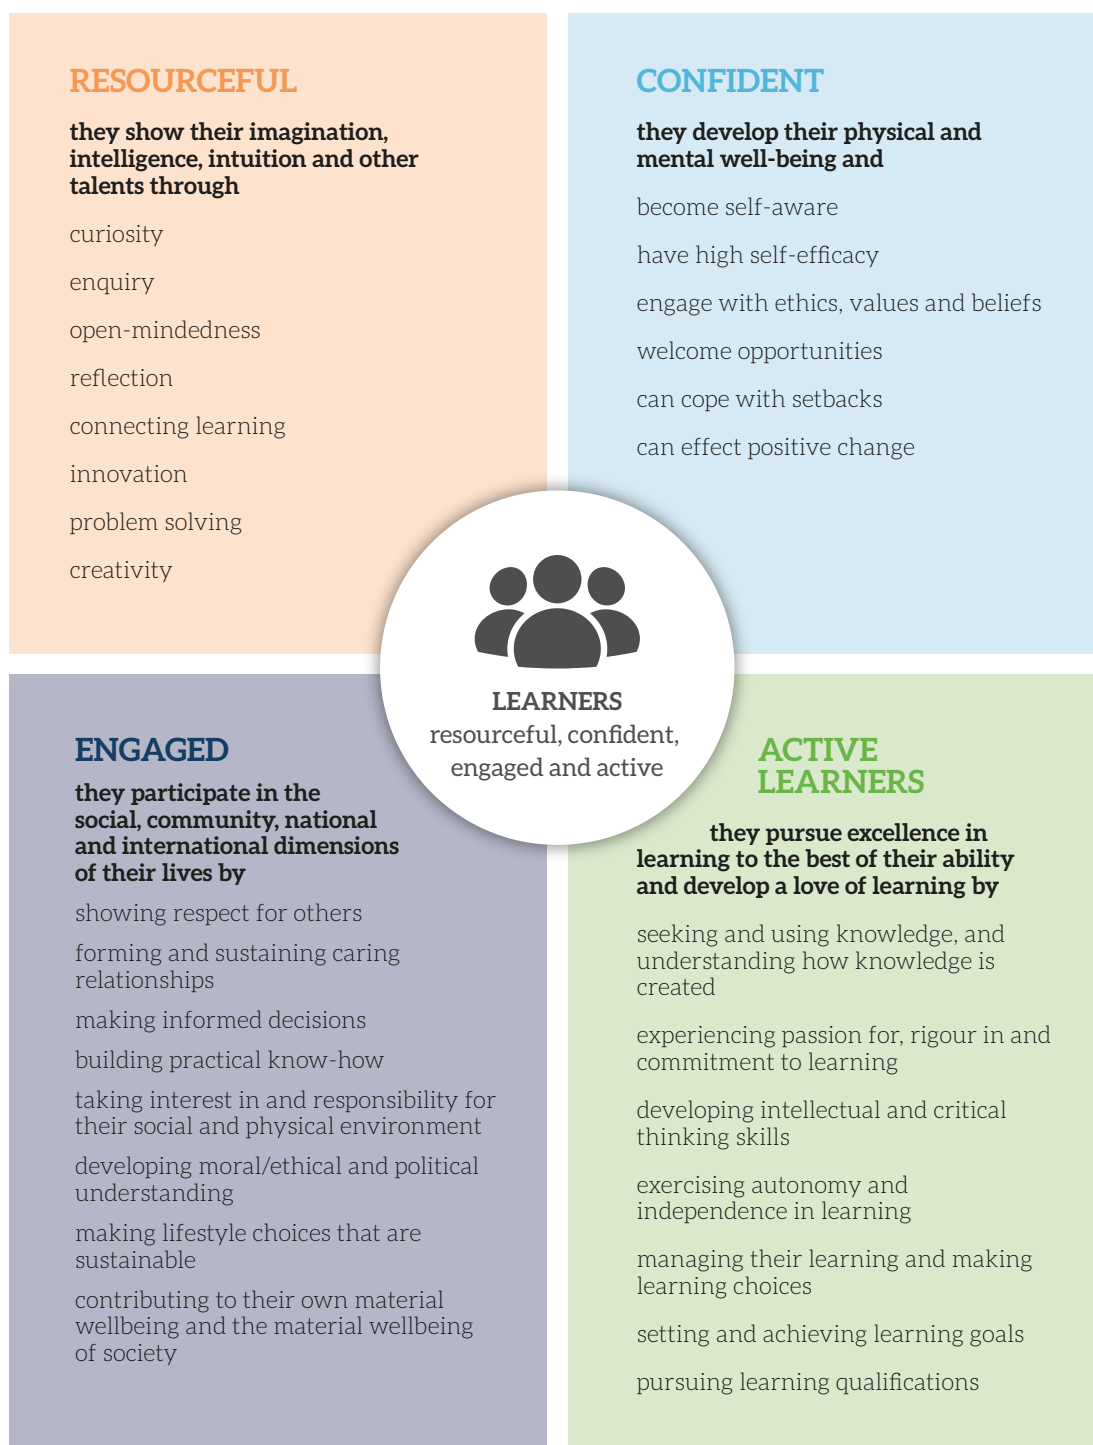 RESOURCEFUL
they show their imagination,
intelligence, intuition and other
talents through
curiosity
enquiry
open-mindedness
reflection
connecting learning
innovation
problem solving
creativity
CONFIDENT
they develop their physical and
mental well-being and
become self-aware
have high self-efficacy
engage with ethics, values and beliefs
welcome opportunities
can cope with setbacks
can effect positive change
LEARNERS
resourceful, confident,
engaged and active
ENGAGED
they participate in the
social, community, national
and international dimensions
of their lives by
showing respect for others
forming and sustaining caring
relationships
making informed decisions
building practical know-how
taking interest in and responsibility for
their social and physical environment
developing moral/ethical and political
understanding
making lifestyle choices that are
sustainable
contributing to their own material
wellbeing and the material wellbeing
of society
ACTIVE
LEARNERS
they pursue excellence in
learning to the best of their ability
and develop a love of learning by
seeking and using knowledge, and
understanding how knowledge is
created
experiencing passion for, rigour in and
commitment to learning
developing intellectual and critical
thinking skills
exercising autonomy and
independence in learning
managing their learning and making
learning choices
setting and achieving learning goals
pursuing learning qualifications